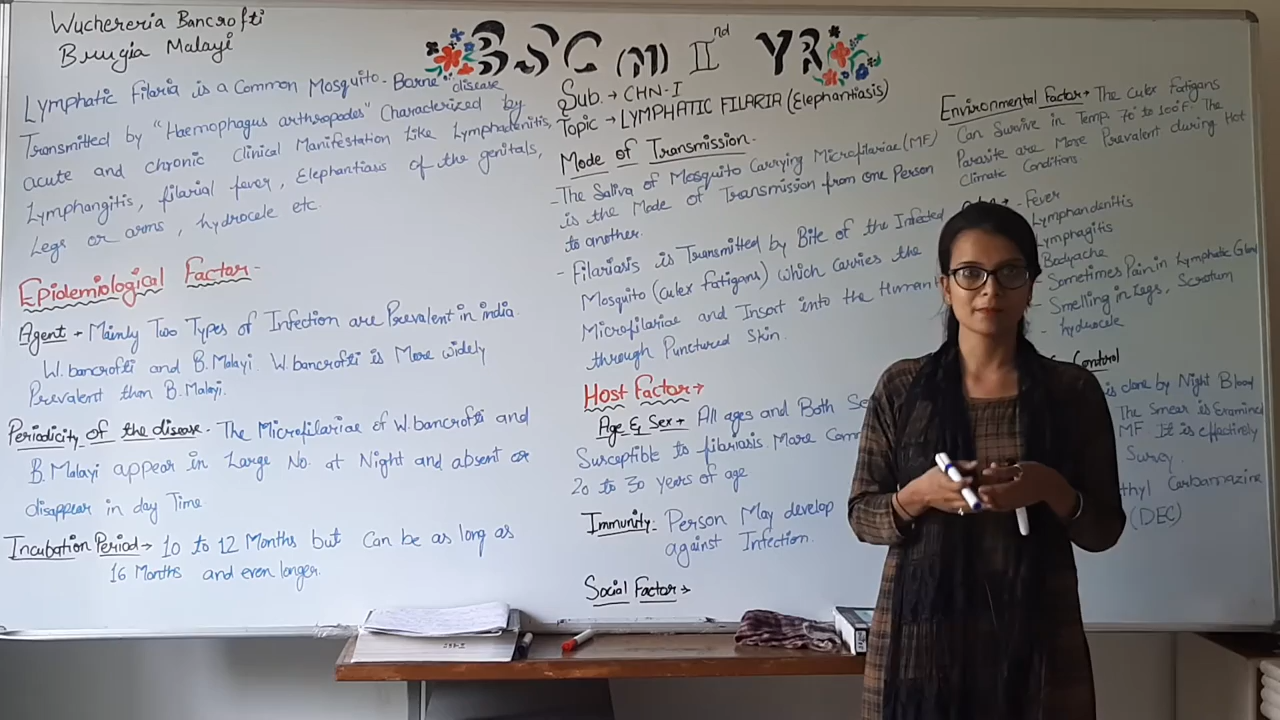 Wuchereria Bancrofti
Brugia Malayi
BSC (N) II nd YR
Lymphatic Filaria is a Common Mosquito-Borne "disease
Transmitted by "Haemophagus arthropodes" Characterized by
acute and chronic Clinical Manifestation Like Lymphadenitis,
Lymphangitis, filarial fever, Elephantiasis of the genitals,
Legs or arms, hydrocele etc.
Epidemiological Factor-
Agent → Mainly Two Types of Infection are Prevalent in india.
W. bancrofti and B. Malayi. W. bancrofti is More widely
Prevalent than B. Malayi.
Periodicity of the disease - The Microfilariae of W. bancrofti and
B. Malayi appear in Large No. at Night and absent or
disappear in day Time
Incubation Period → 10 to 12 Months but Can be as long as
16 Months and even longer.
Sub. → CHN-I
Topic → LYMPHATIC FILARIA (Elephantiasis)
Mode of Transmission.
- The Saliva of Mosquito Carrying Microfilariae (MF)
is the Mode of Transmission from one Person
to another.
- Filariasis is Transmitted by Bite of the Infected
Mosquito (Culex fatigans) which carries the
Microfilariae and Insert into the Human
through Punctured Skin.
Host Factor →
Age & Sex → All ages and Both
Susceptible to filariasis. More
20 to 30 years of age
Immunity: Person May develop
against Infection.
Social Factor →
Environmental Factor → The Culex Fatigans
Can Survive in Temp. 70° to 100°F. The
Parasite are More Prevalent during Hot
Climatic Conditions.
- Fever
Lymphandenitis
Lymphagitis
Bodyache
Sometimes Pain in Lymphatic Gland
- Smelling in legs, Scrotum
- hydrocele
Control
is done by Night Blood
The Smear is Examined
MF It is effectively
Survey.
Carbamazine
(DEC)